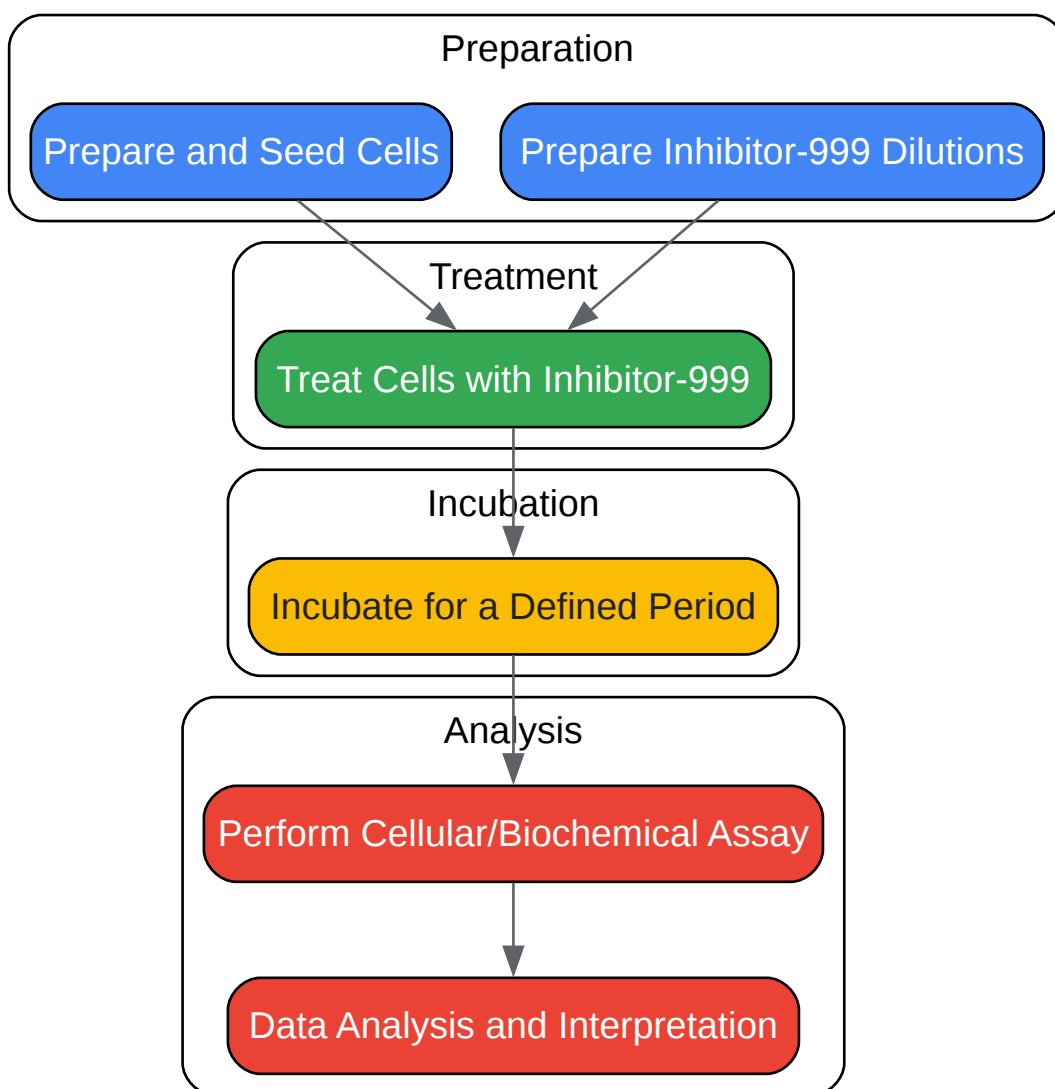 Preparation
Prepare and Seed Cells
Prepare Inhibitor-999 Dilutions
Treatment
Treat Cells with Inhibitor-999
Incubation
Incubate for a Defined Period
Analysis
Perform Cellular/Biochemical Assay
Data Analysis and Interpretation